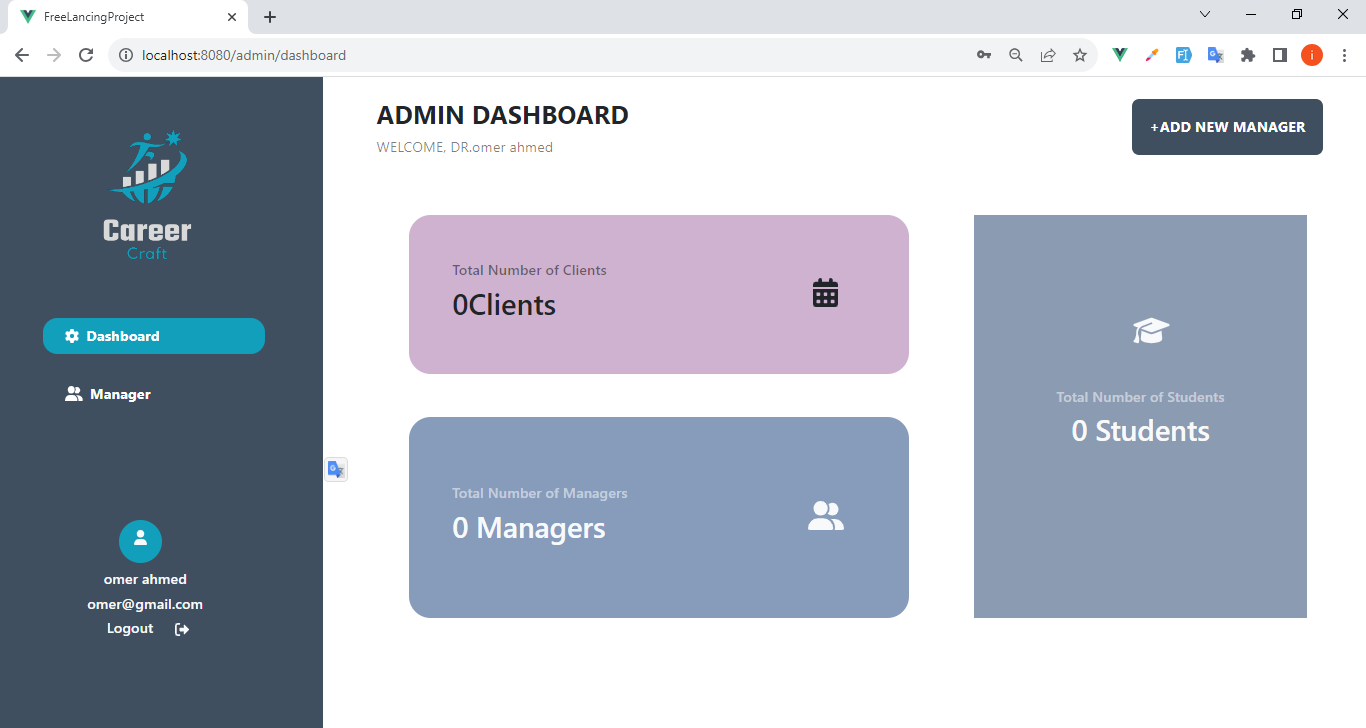 FreeLancingProject
localhost:8080/admin/dashboard
i
Career
Craft
Dashboard
Manager
omer ahmed
omer@gmail.com
Logout
ADMIN DASHBOARD
WELCOME, DR.omer ahmed
+ADD NEW MANAGER
Total Number of Clients
0Clients
Total Number of Managers
0 Managers
Total Number of Students
0 Students